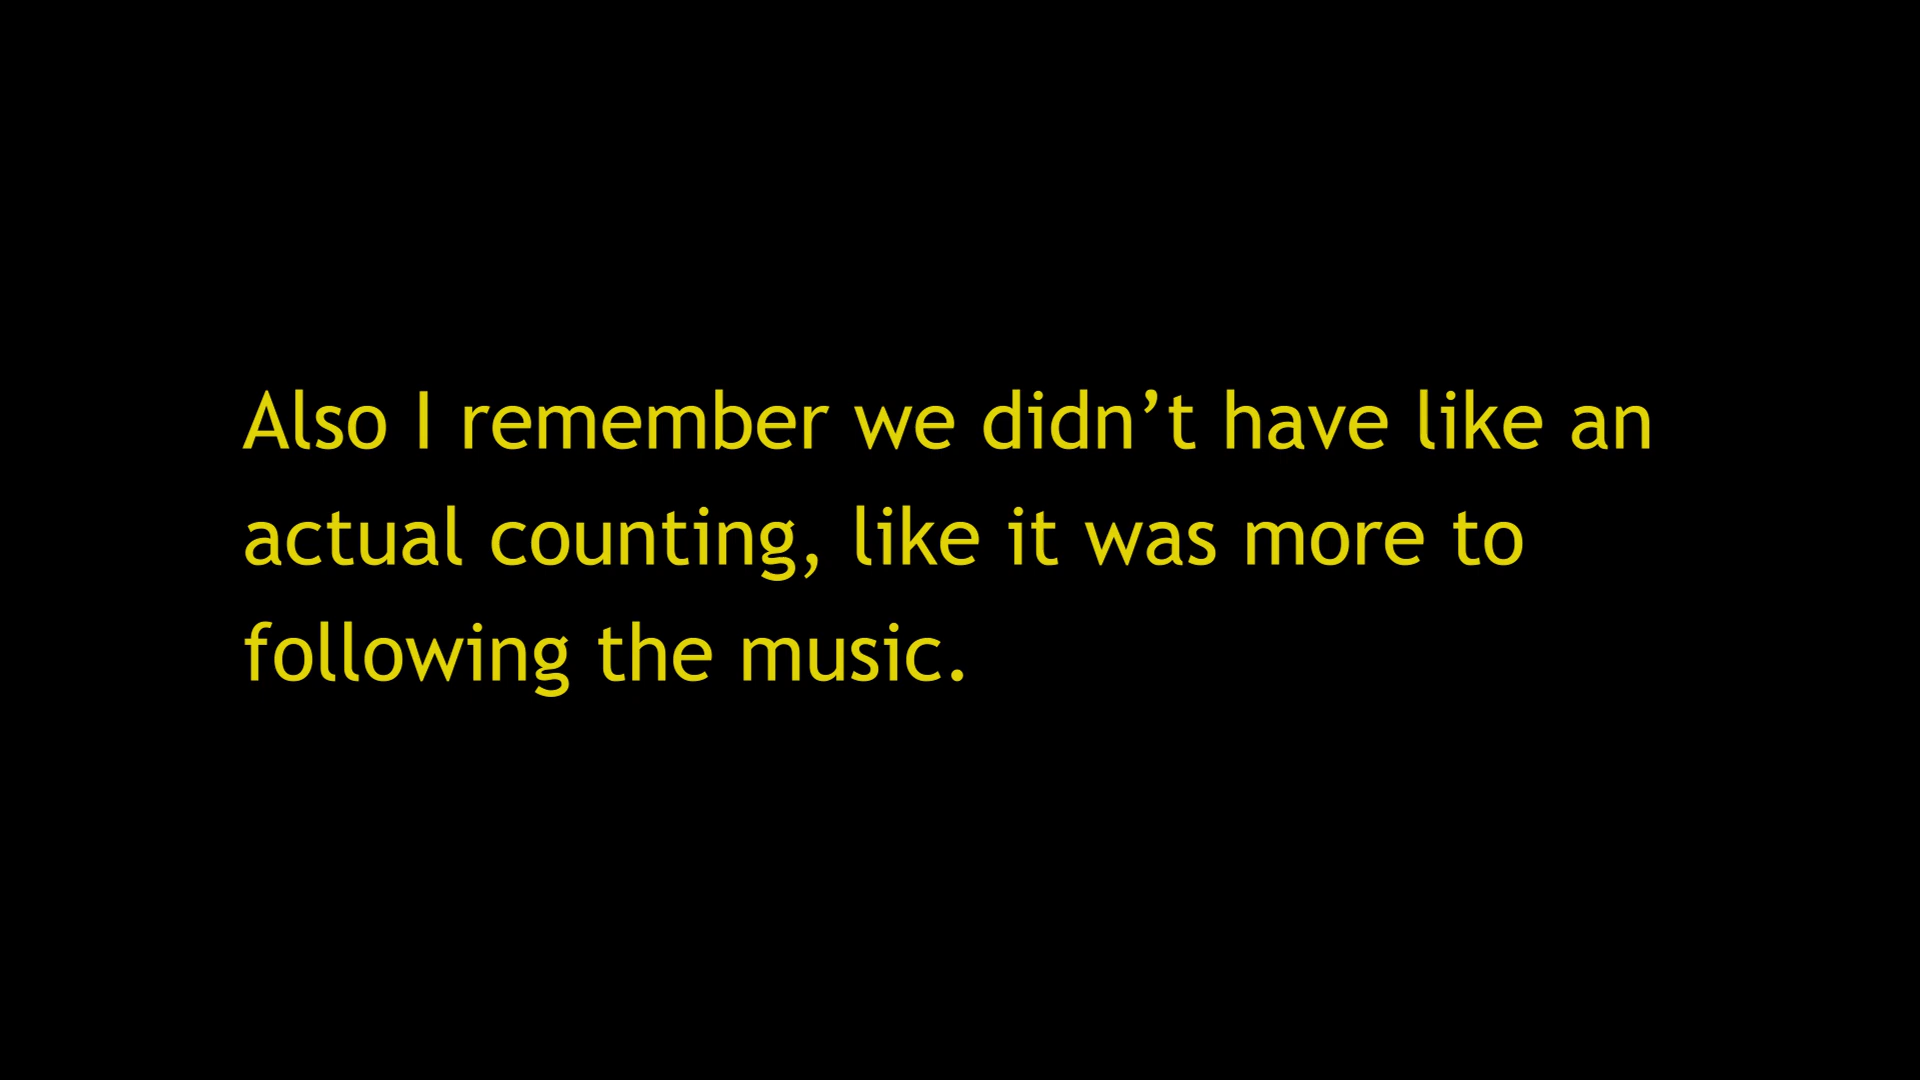 Also I remember we didn’t have like an
actual counting, like it was more to
following the music.